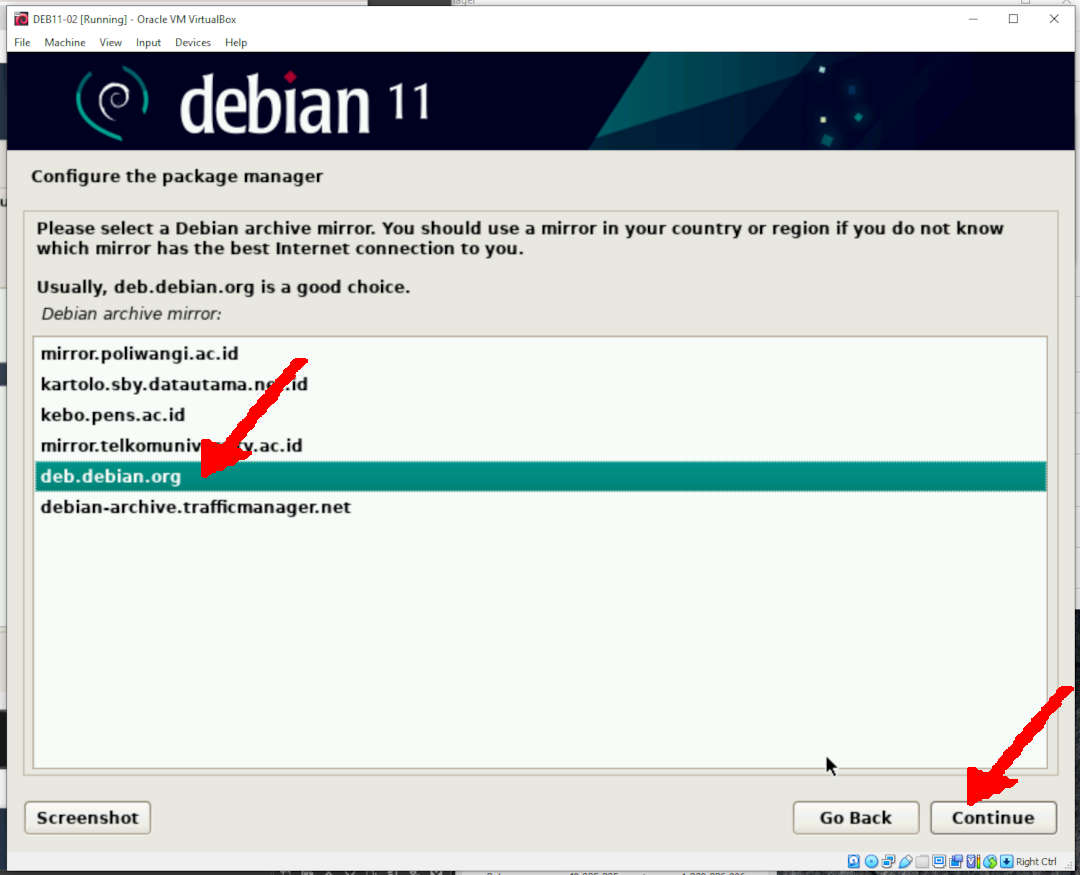 DEB11-02 [Running] - Oracle VM VirtualBox
File Machine View Input Devices Help
debian 11
Configure the package manager
Please select a Debian archive mirror. You should use a mirror in your country or region if you do not know
which mirror has the best Internet connection to you.
Usually, deb.debian.org is a good choice.
Debian archive mirror:
mirror.poliwangi.ac.id
kartolo.sby.datautama.net.id
kebo.pens.ac.id
mirror.telkomuniversity.ac.id
deb.debian.org
debian-archive.trafficmanager.net
Screenshot
Go Back
Continue
Right Ctrl